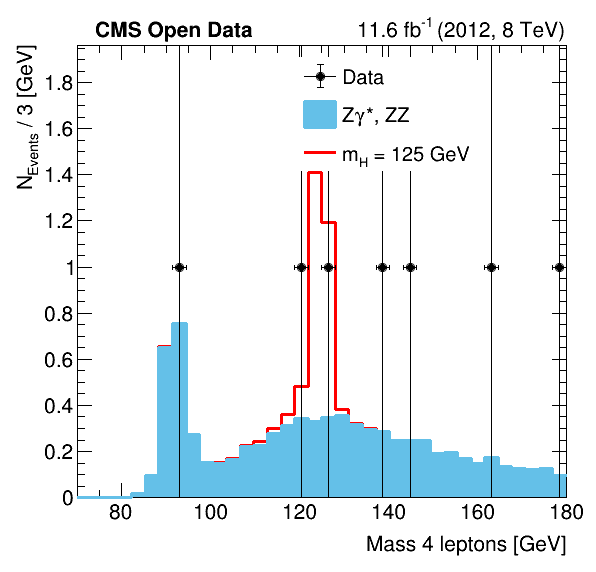 CMS Open Data 11.6 fb⁻¹ (2012, 8 TeV)
N_Events / 3 [GeV]
1.8
1.6
1.4
1.2
1
0.8
0.6
0.4
0.2
0
Data
Zγ*, ZZ
m_H = 125 GeV
80 100 120 140 160 180
Mass 4 leptons [GeV]